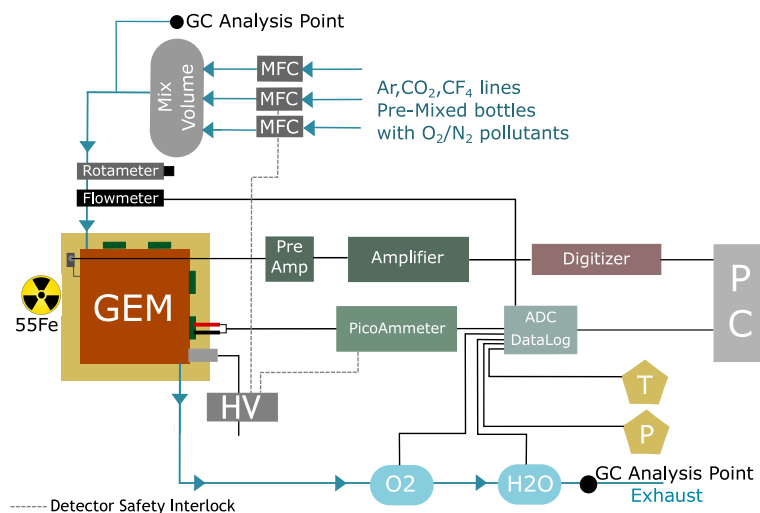 GC Analysis Point
Mix
Volume
MFC
MFC
MFC
Ar,CO₂,CF₄ lines
Pre-Mixed bottles
with O₂/N₂ pollutants
Rotameter
Flowmeter
Pre
Amp
Amplifier
Digitizer
P
C
GEM
55Fe
PicoAmmeter
ADC
DataLog
T
HV
P
O2
H2O
GC Analysis Point
Exhaust
Detector Safety Interlock